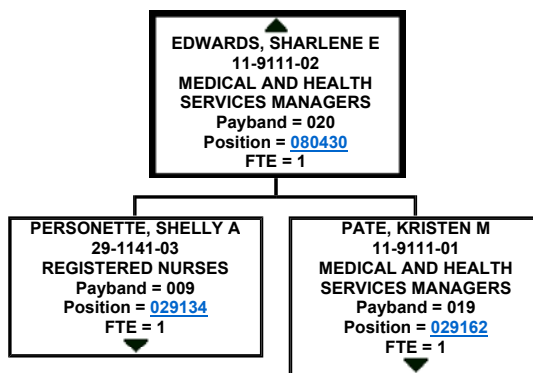 EDWARDS, SHARLENE E
11-9111-02
MEDICAL AND HEALTH
SERVICES MANAGERS
Payband = 020
Position = 080430
FTE = 1
PERSONETTE, SHELLY A
29-1141-03
REGISTERED NURSES
Payband = 009
Position = 029134
FTE = 1
PATE, KRISTEN M
11-9111-01
MEDICAL AND HEALTH
SERVICES MANAGERS
Payband = 019
Position = 029162
FTE = 1